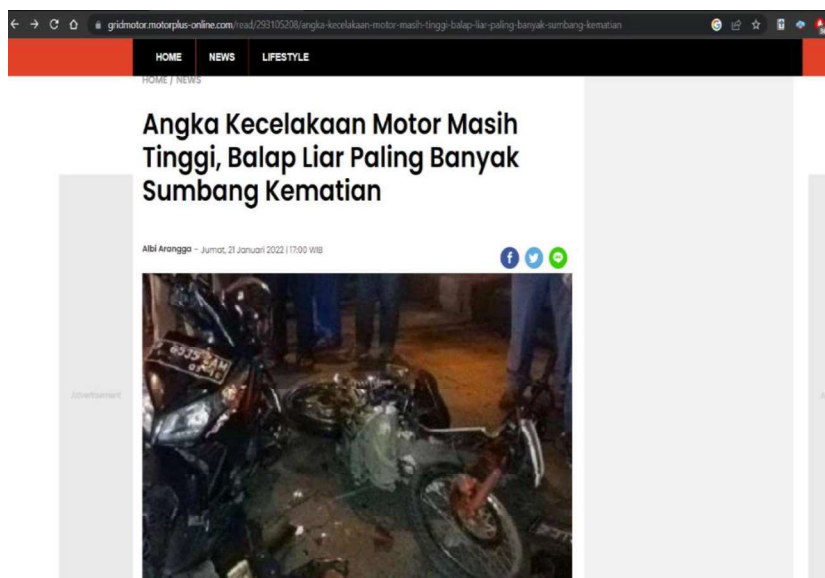 gridmotor.motorplus-online.com/read/293105208/angka-kecelakaan-motor-masih-tinggi-balap-liar-paling-banyak-sumbang-kematian
HOME NEWS LIFESTYLE
HOME / NEWS
Angka Kecelakaan Motor Masih
Tinggi, Balap Liar Paling Banyak
Sumbang Kematian
Albi Arangga - Jumat, 21 Januari 2022 | 17:00 WIB
Advertisement